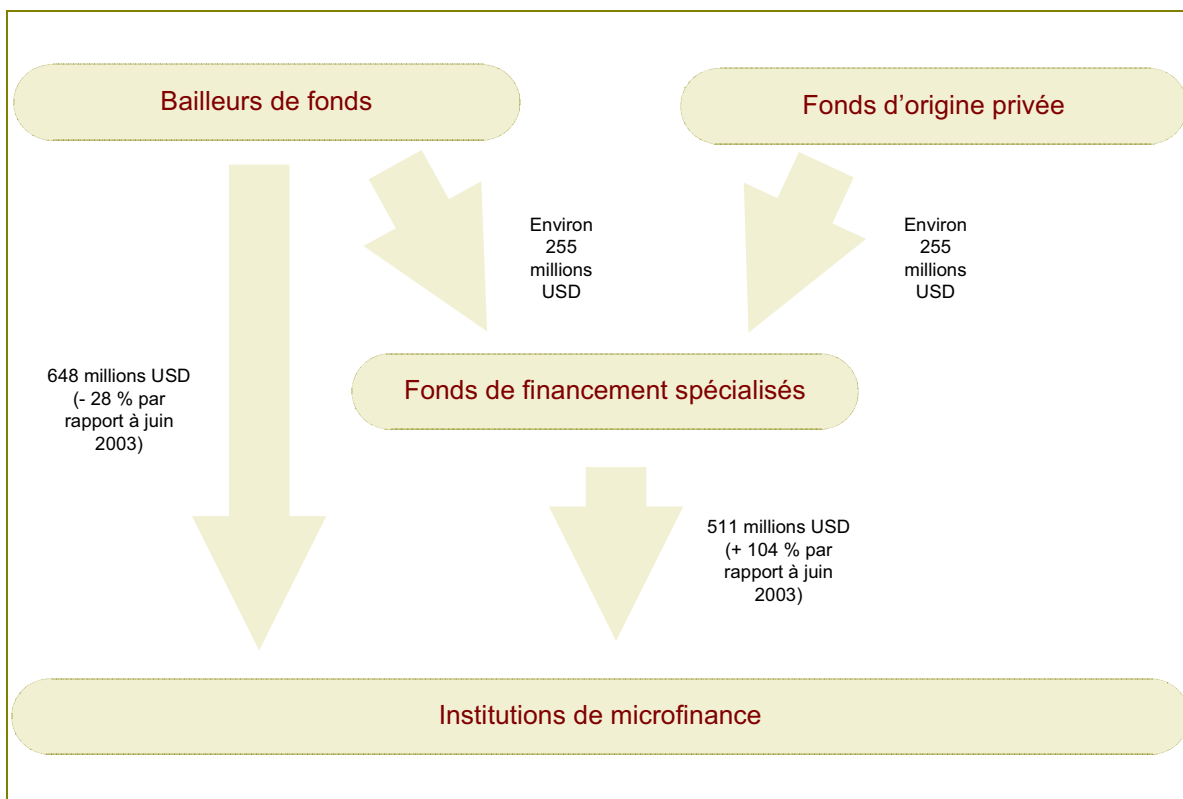 Bailleurs de fonds
Fonds d'origine privée
Environ
255
millions
USD
Environ
255
millions
USD
648 millions USD
(- 28 % par
rapport à juin
2003)
Fonds de financement spécialisés
511 millions USD
(+ 104 % par
rapport à juin
2003)
Institutions de microfinance